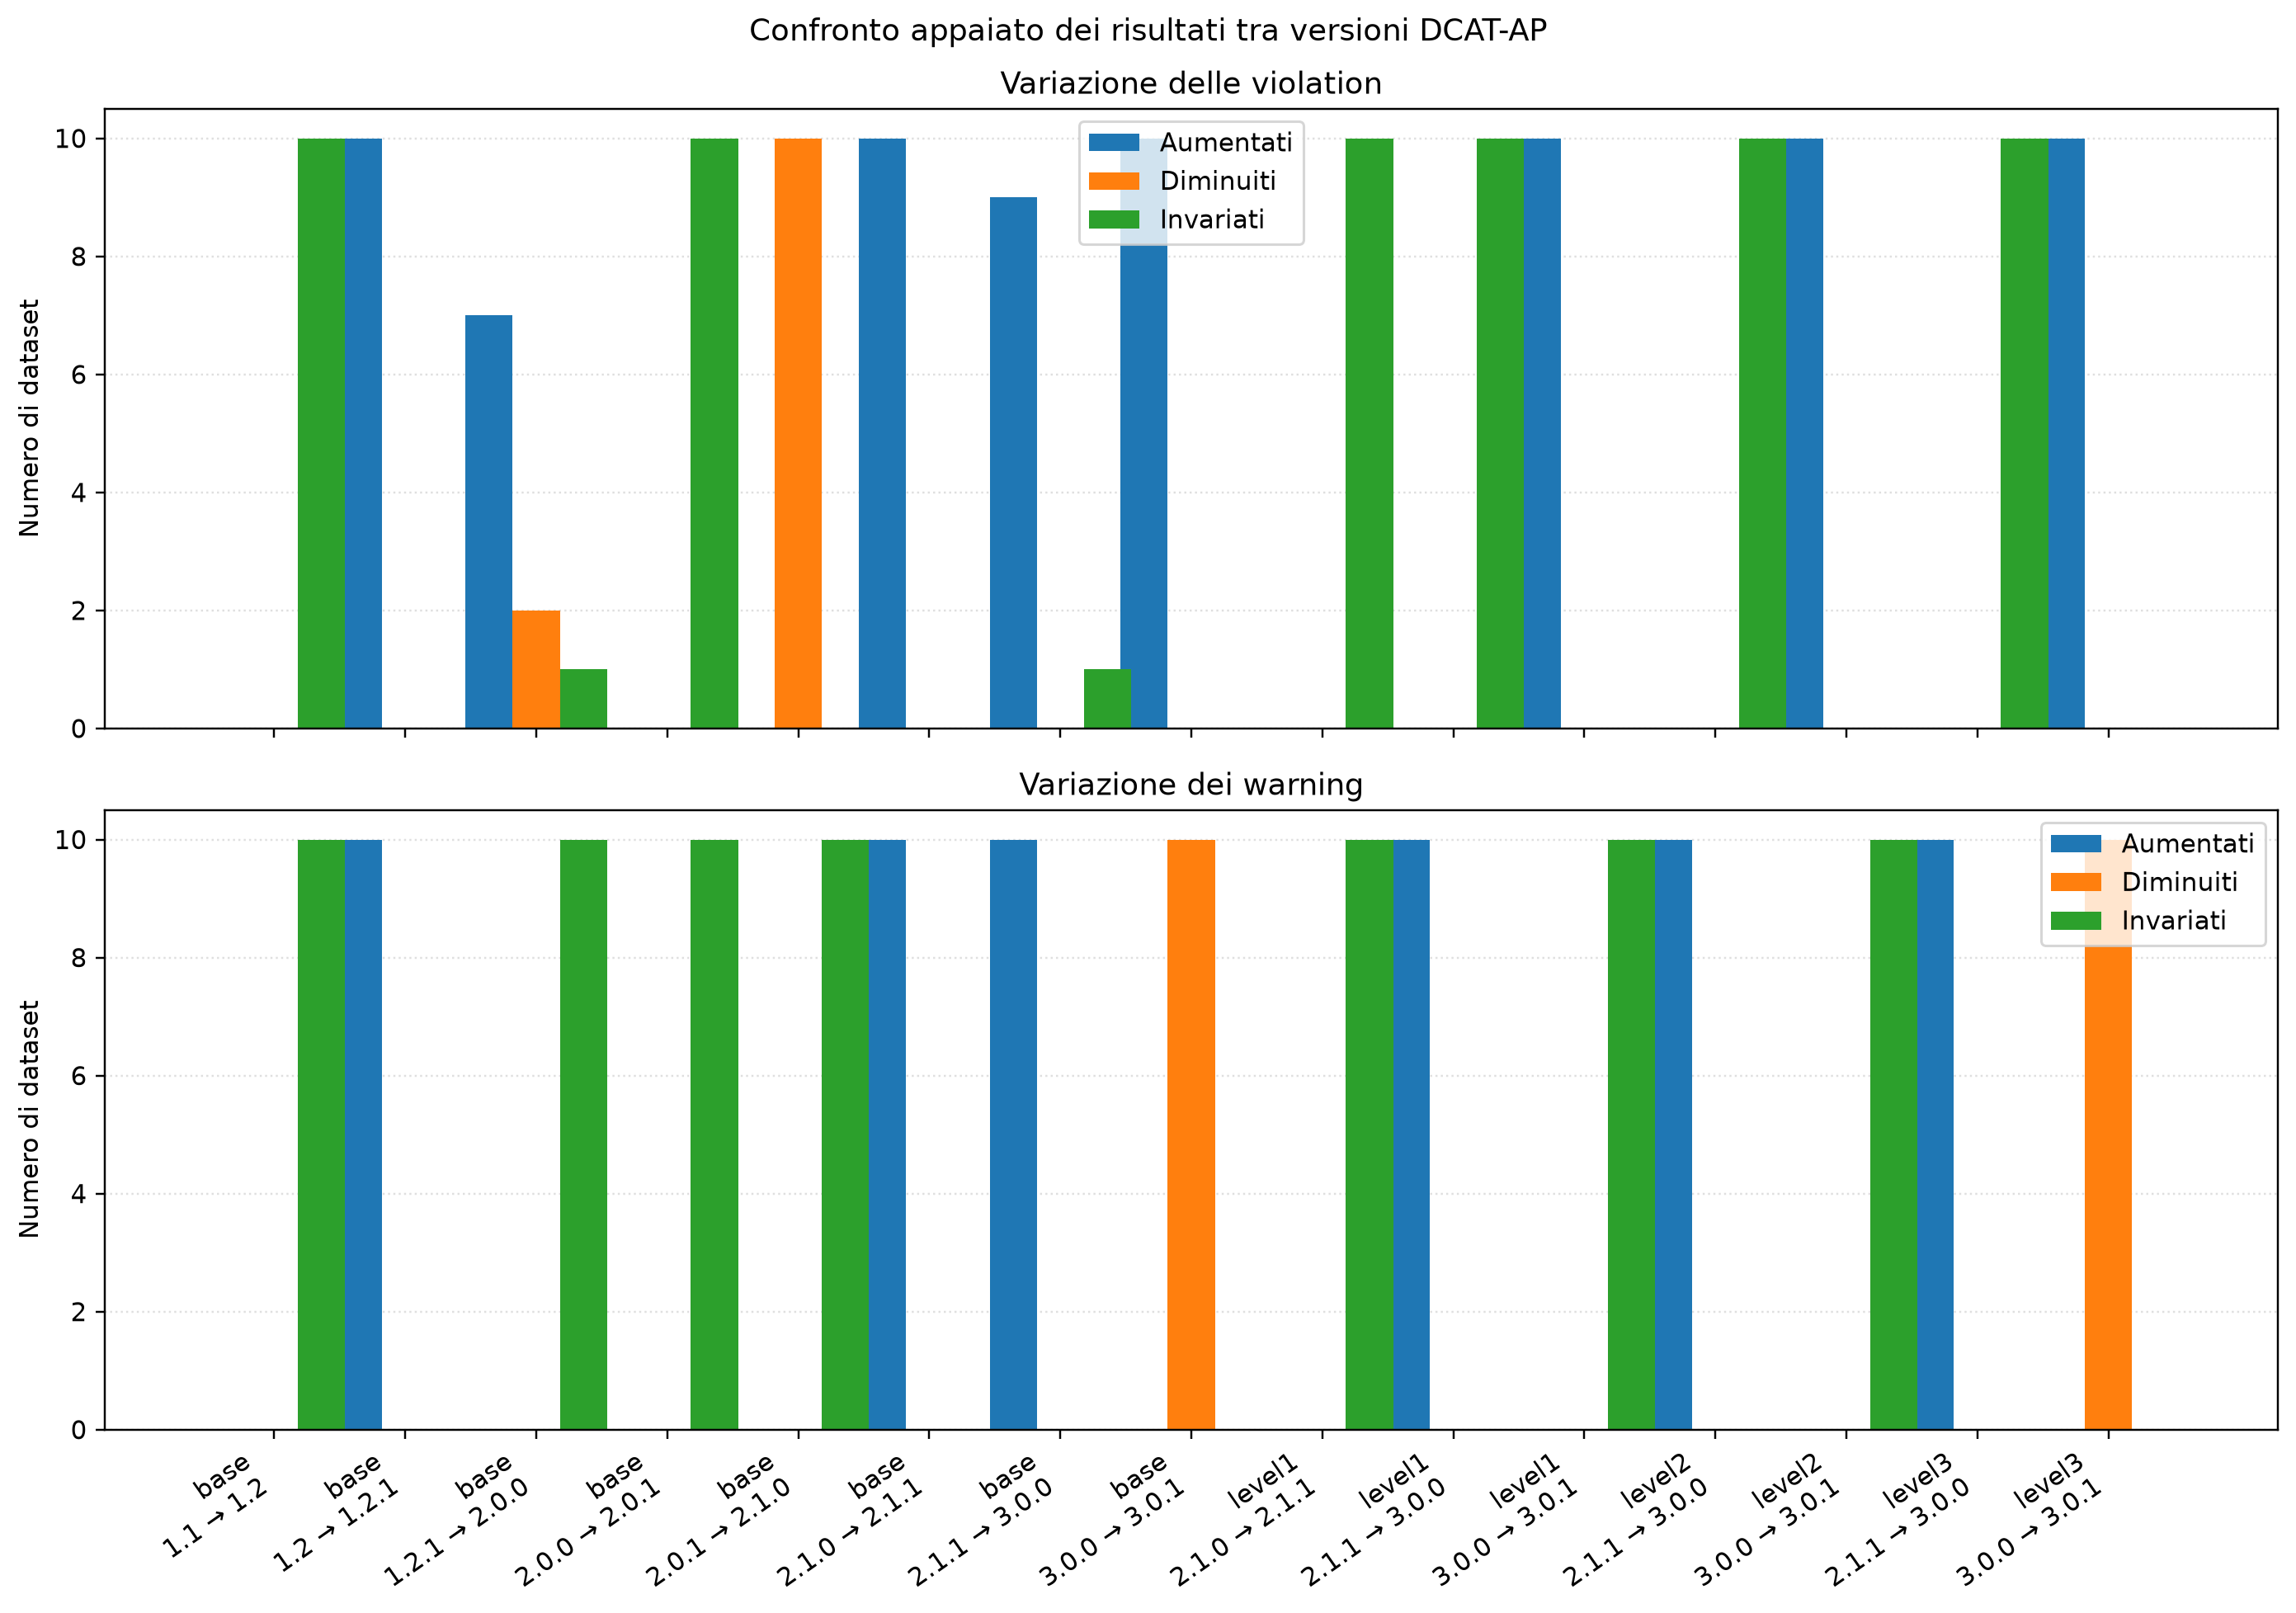 Confronto appaiato dei risultati tra versioni DCAT-AP
Variazione delle violation
Numero di dataset
10
8
6
4
2
0
Aumentati
Diminuiti
Invariati
Variazione dei warning
Numero di dataset
10
8
6
4
2
0
Aumentati
Diminuiti
Invariati
base
1.1 → 1.2
base
1.2 → 1.2.1
base
1.2.1 → 2.0.0
base
2.0.0 → 2.0.1
base
2.0.1 → 2.1.0
base
2.1.0 → 2.1.1
base
2.1.1 → 3.0.0
base
3.0.0 → 3.0.1
level1
2.1.0 → 2.1.1
level1
2.1.1 → 3.0.0
level1
3.0.0 → 3.0.1
level2
2.1.1 → 3.0.0
level2
3.0.0 → 3.0.1
level3
2.1.1 → 3.0.0
level3
3.0.0 → 3.0.1